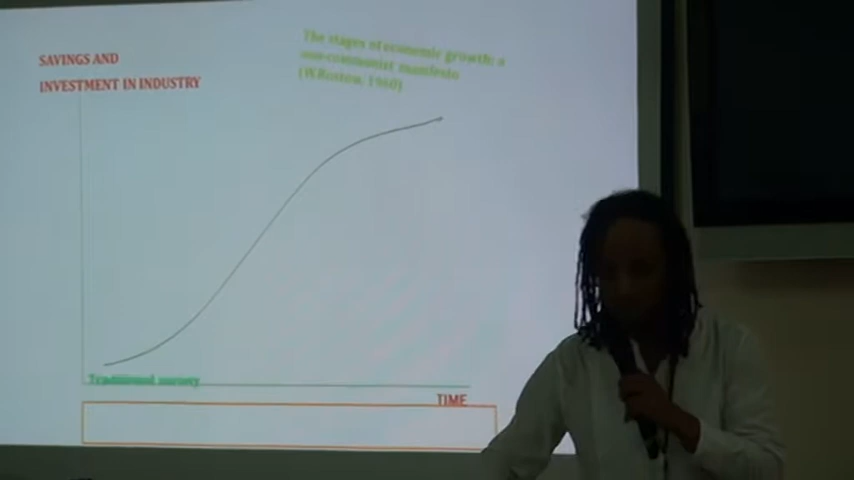 SAVINGS AND
INVESTMENT IN INDUSTRY
The stages of economic growth: a
non-communist manifesto
(W.Rostow, 1960)
Traditional society
TIME